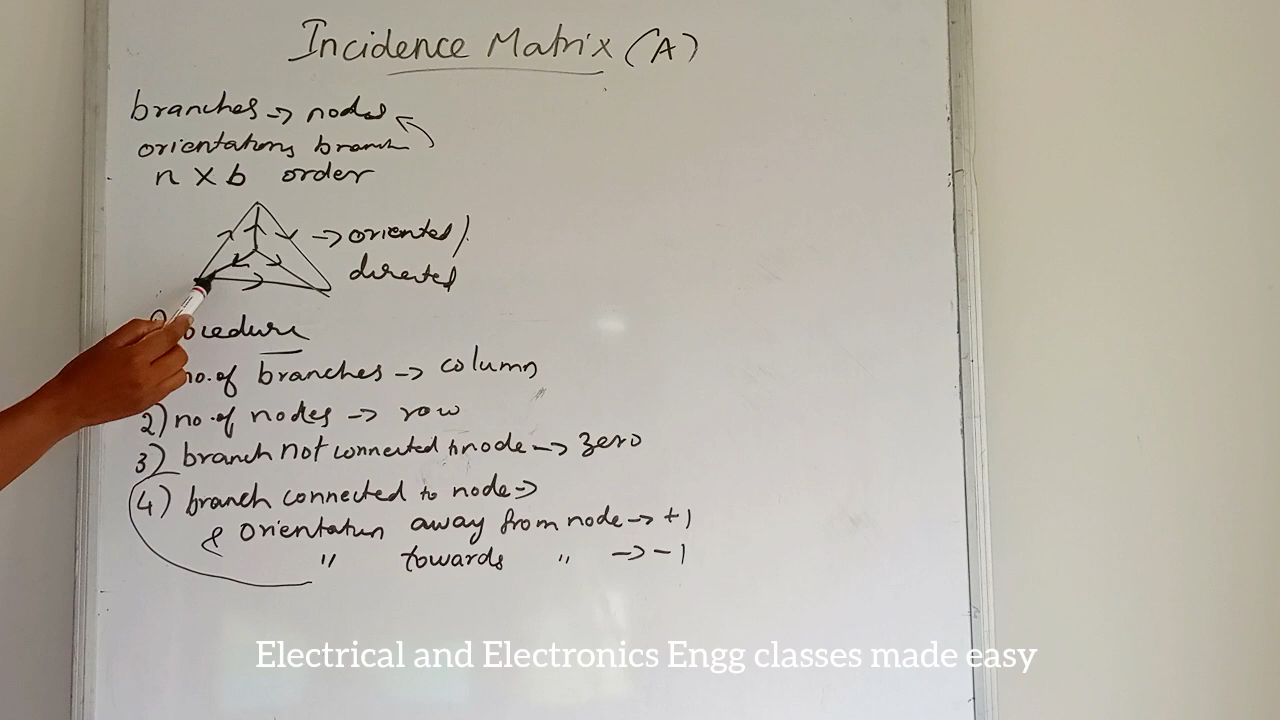 Incidence Matrix (A)
branches → nodes
orientations branch
n X b order
→ oriented /
directed
Procedure
no. of branches → column
2) no. of nodes → row
3) branch not connected to node → zero
4) branch connected to node →
& Orientation away from node → +1
" towards " → -1
Electrical and Electronics Engg classes made easy